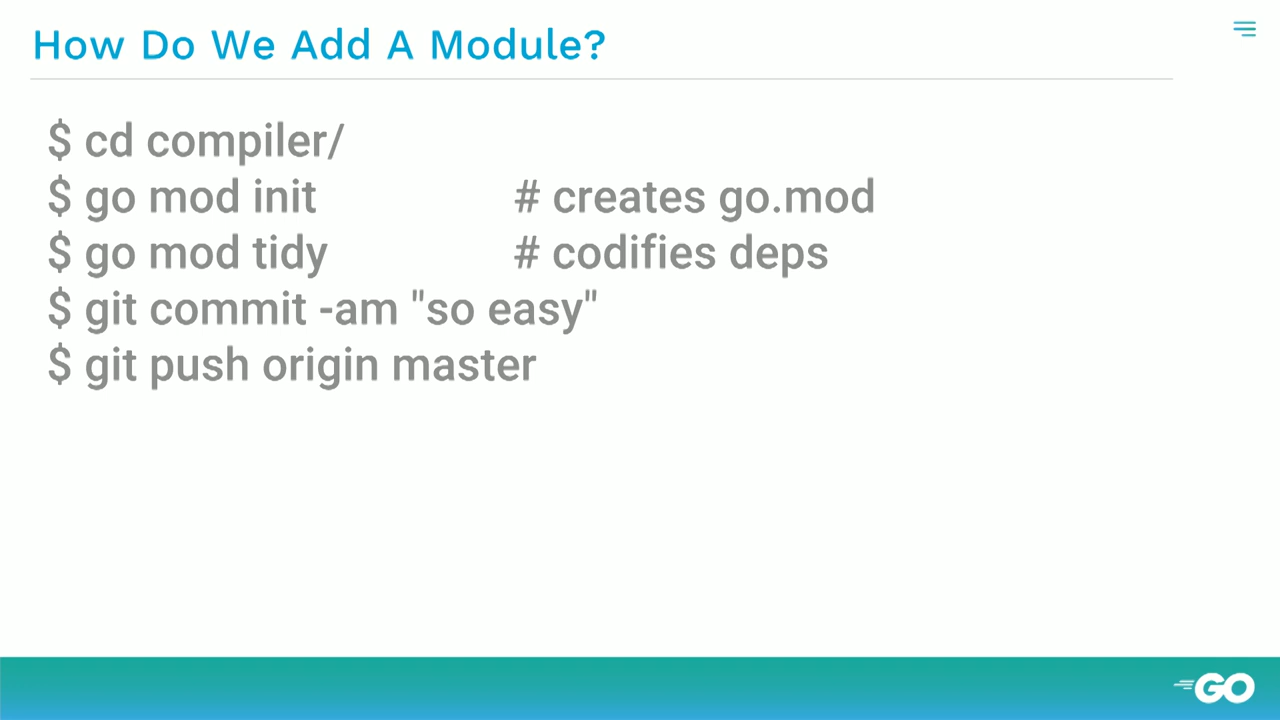 How Do We Add A Module?
$ cd compiler/
$ go mod init # creates go.mod
$ go mod tidy # codifies deps
$ git commit -am "so easy"
$ git push origin master
GO